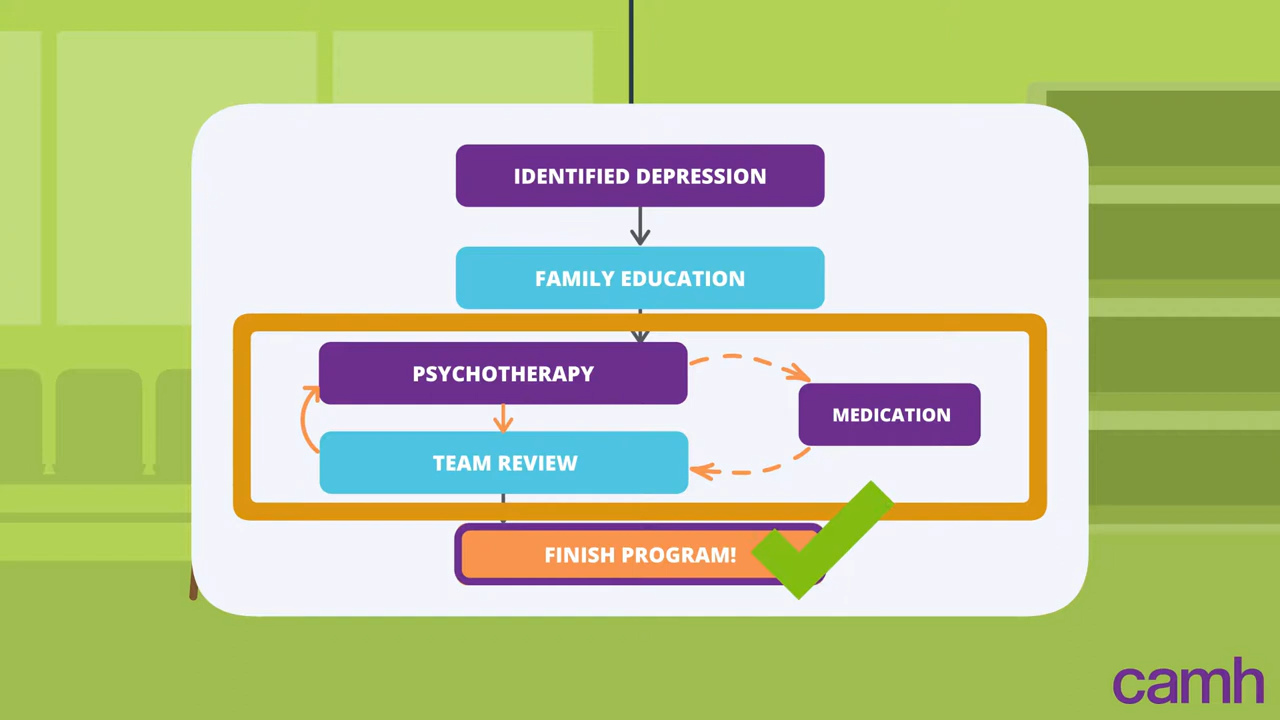 IDENTIFIED DEPRESSION
FAMILY EDUCATION
PSYCHOTHERAPY
MEDICATION
TEAM REVIEW
FINISH PROGRAM!
camh